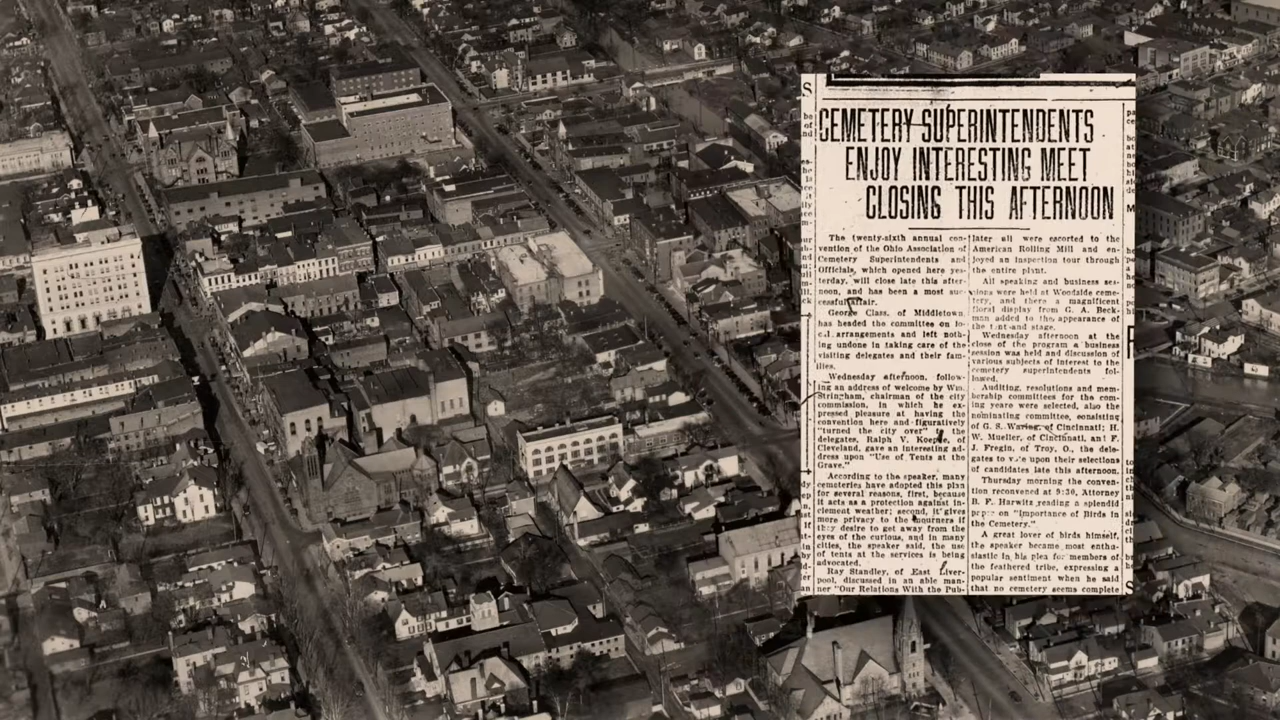 CEMETERY SUPERINTENDENTS
ENJOY INTERESTING MEET
CLOSING THIS AFTERNOON
The twenty-sixth annual con-
vention of the Ohio Association of
Cemetery Superintendents and
Officials, which opened here yes-
terday, will close late this after-
noon, and has been a most suc-
cessful affair.
George Class, of Middletown
has headed the committee on lo-
cal arrangements and left noth-
ing undone in taking care of the
visiting delegates and their fam-
ilies.
Wednesday afternoon, follow-
ing an address of welcome by Wm.
Stringham, chairman of the city
commission, in which he ex-
pressed pleasure at having the
convention here and figuratively
"turned the city over" to the
delegates, Ralph V. of
Cleveland, gave an interesting ad-
dress upon "Use of Tents at the
Grave."
According to the speaker, many
cemeteries have adopted this plan
for several reasons, first, because
it acts as a protection against in-
clement weather; second, it gives
more privacy to the mourners if
they desire to get away from the
eyes of the curious, and in many
cities, the speaker said, the use
of tents at the services is being
advocated.
Ray Standley, of East Liver-
pool, discussed in an able man-
ner "Our Relations With the Pub-
later all were escorted to the
American Rolling Mill and en-
joyed an inspection tour through
the entire plant.
All speaking and business ses-
sions were held at Woodside ceme-
tery, and there a magnificent
floral display from G. A. Beck-
man added to the appearance of
the tent and stage.
Wednesday afternoon at the
close of the program a business
session was held and discussion of
various subjects of interest to the
cemetery superintendents fol-
lowed.
Auditing, resolutions and mem-
bership committees for the com-
ing year were selected, also the
nominating committee, consisting
of G. S. of Cincinnati; H.
W. Mueller, of Cincinnati, and F.
J. Fregin, of Troy, O., the dele-
gates to vote upon their selections
of candidates late this afternoon.
Thursday morning the conven-
tion reconvened at 9:30, Attorney
B. F. Harwitz reading a splendid
paper on "Importance of Birds in
the Cemetery."
A great lover of birds himself,
the speaker became most enthu-
siastic in his plea for members of
the feathered tribe, expressing a
popular sentiment when he said
that no cemetery seems complete